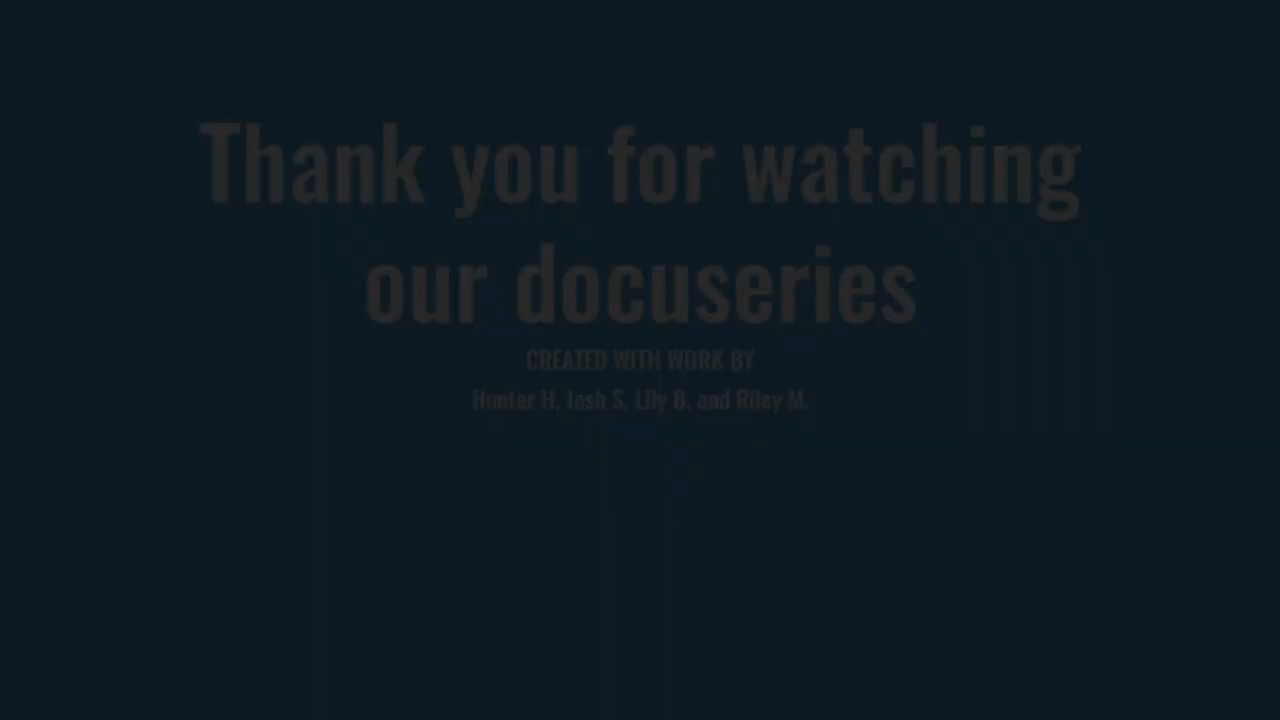 Thank you for watching
our docuseries
CREATED WITH WORK BY
Hunter H, Josh S, Lily B, and Riley M.